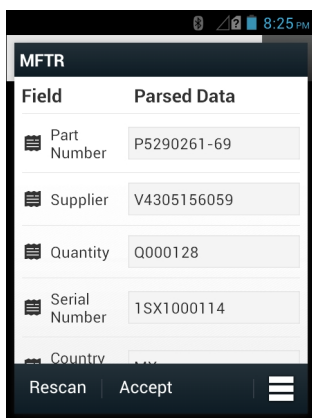 8:25 PM
MFTR
Field Parsed Data
Part
Number P5290261-69
Supplier V4305156059
Quantity Q000128
Serial
Number 1SX1000114
Country
Rescan Accept